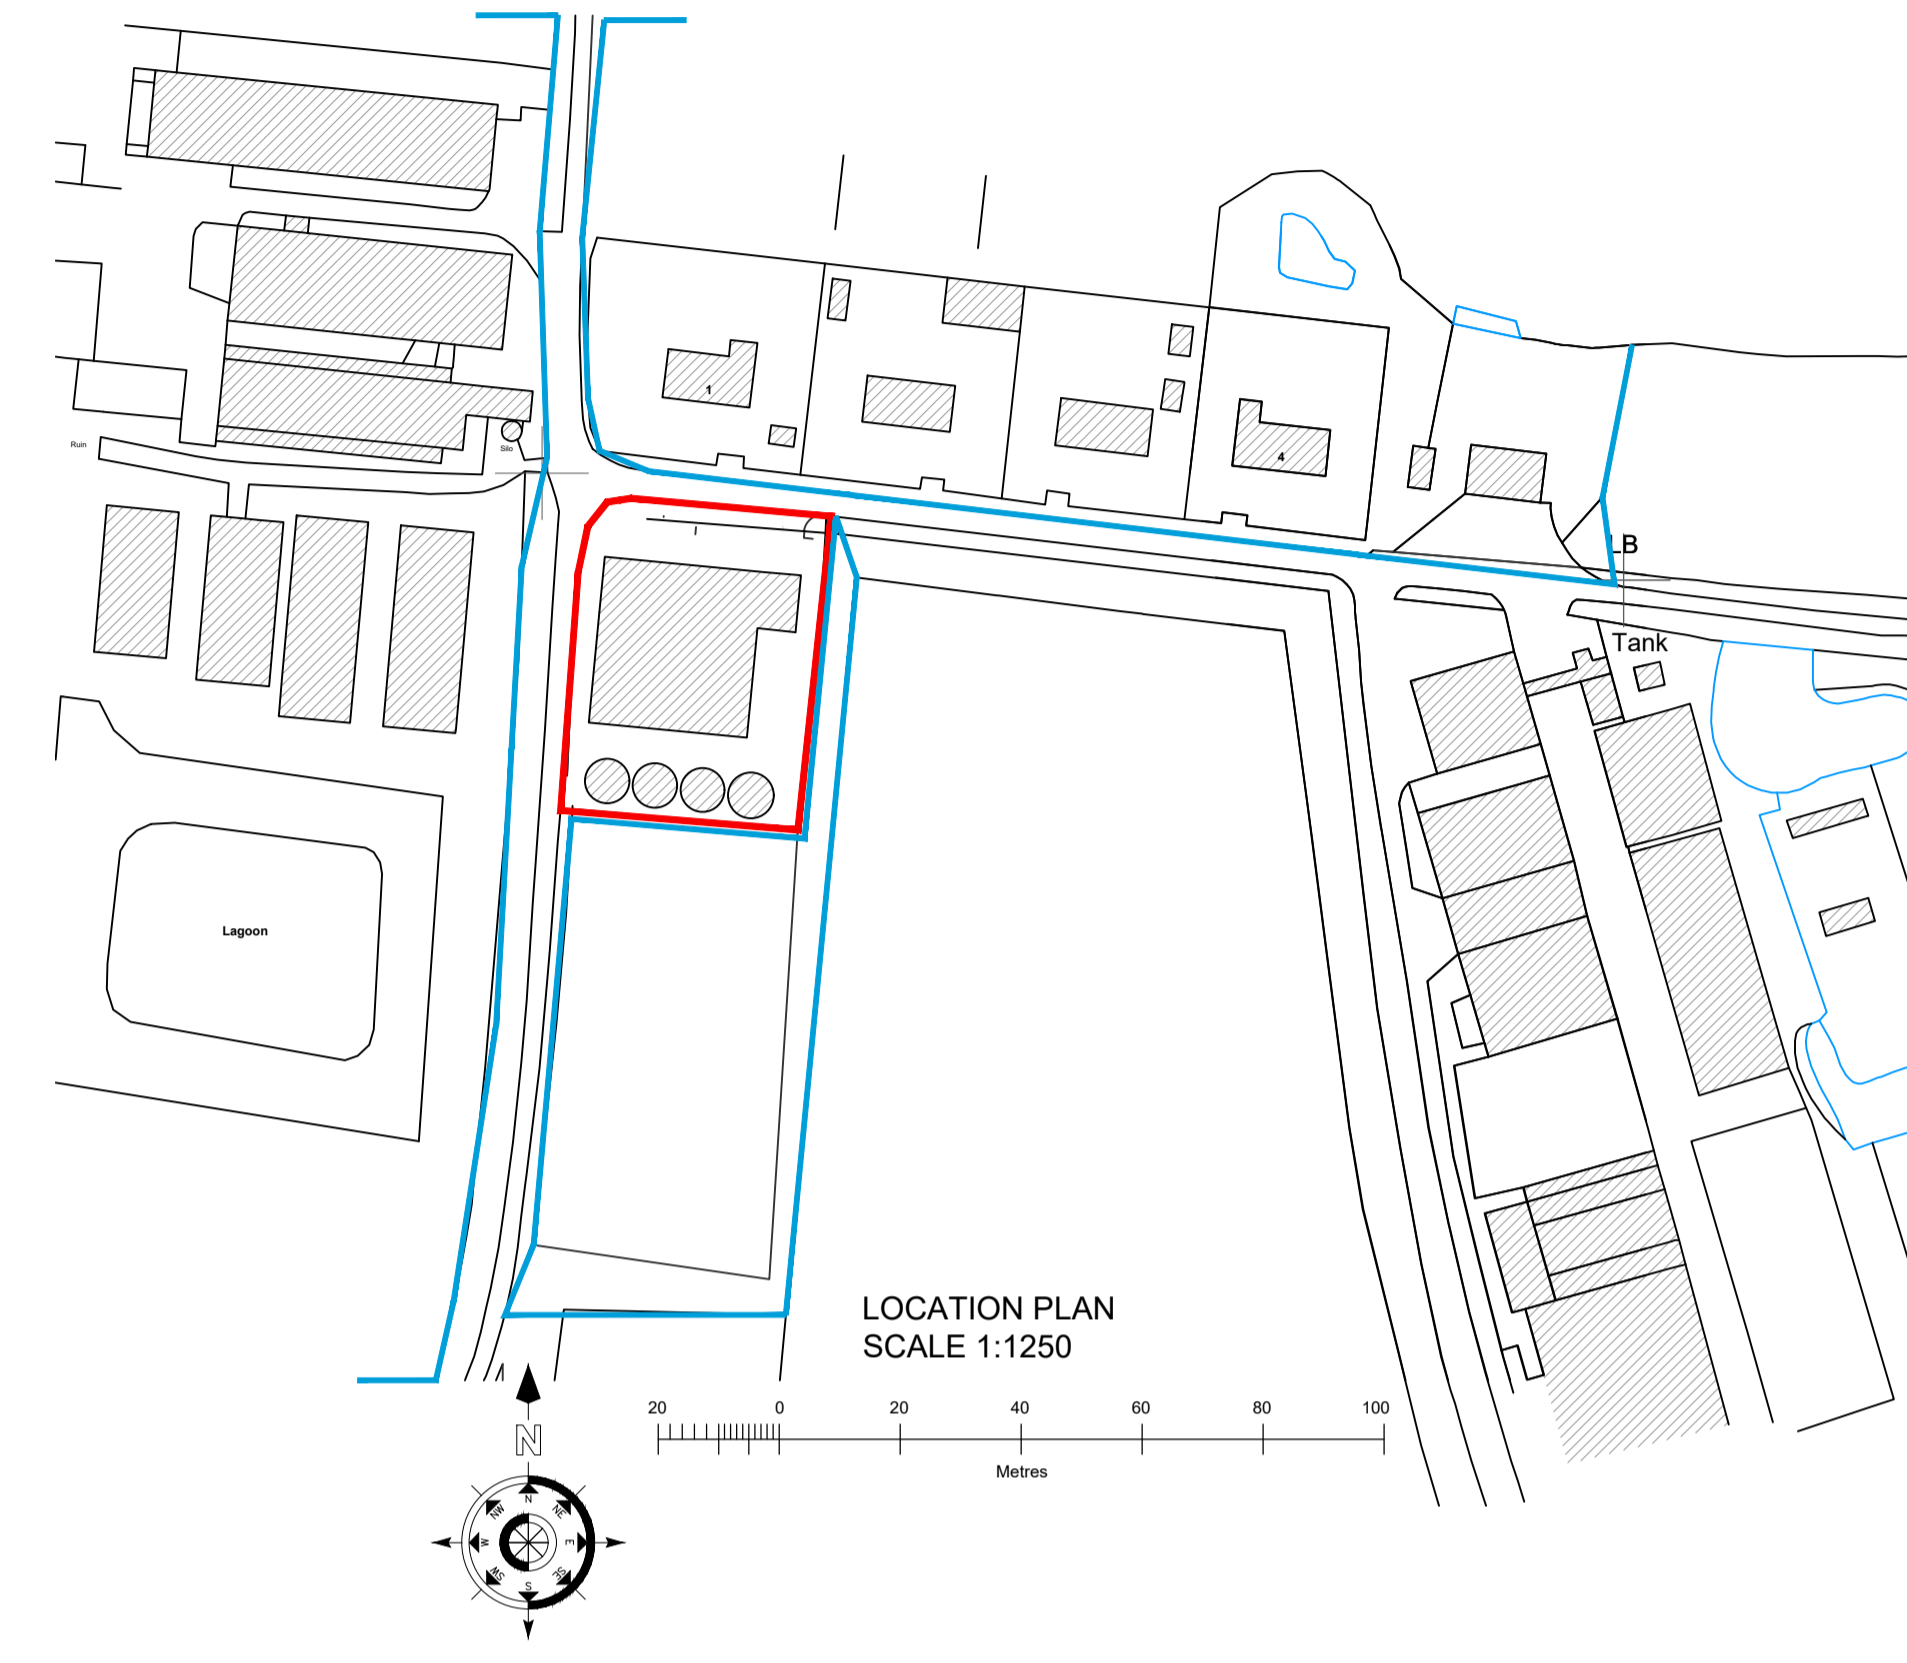 1
Ruin
Silo
4
LB
Tank
Lagoon
LOCATION PLAN
SCALE 1:1250
20 0 20 40 60 80 100
Metres
N
N
NW NE
W E
SW SE
S